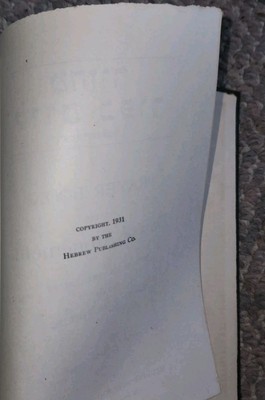 COPYRIGHT, 1931
BY THE
HEBREW PUBLISHING CO.